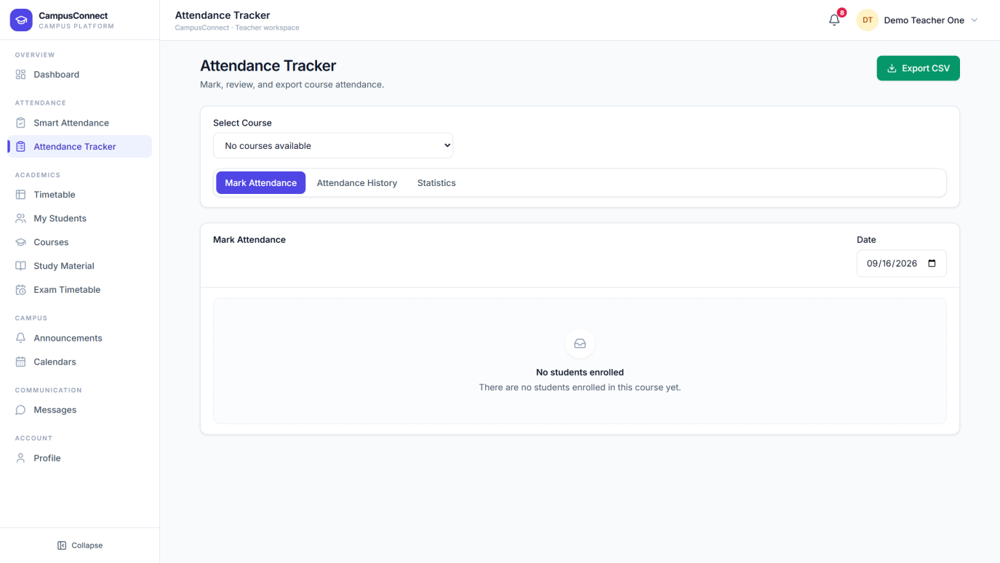 CampusConnect
CAMPUS PLATFORM
OVERVIEW
Dashboard
ATTENDANCE
Smart Attendance
Attendance Tracker
ACADEMICS
Timetable
My Students
Courses
Study Material
Exam Timetable
CAMPUS
Announcements
Calendars
COMMUNICATION
Messages
ACCOUNT
Profile
Collapse
Attendance Tracker
CampusConnect · Teacher workspace
8
DT
Demo Teacher One
Attendance Tracker
Mark, review, and export course attendance.
Export CSV
Select Course
No courses available
Mark Attendance
Attendance History
Statistics
Mark Attendance
Date
09/16/2026
No students enrolled
There are no students enrolled in this course yet.